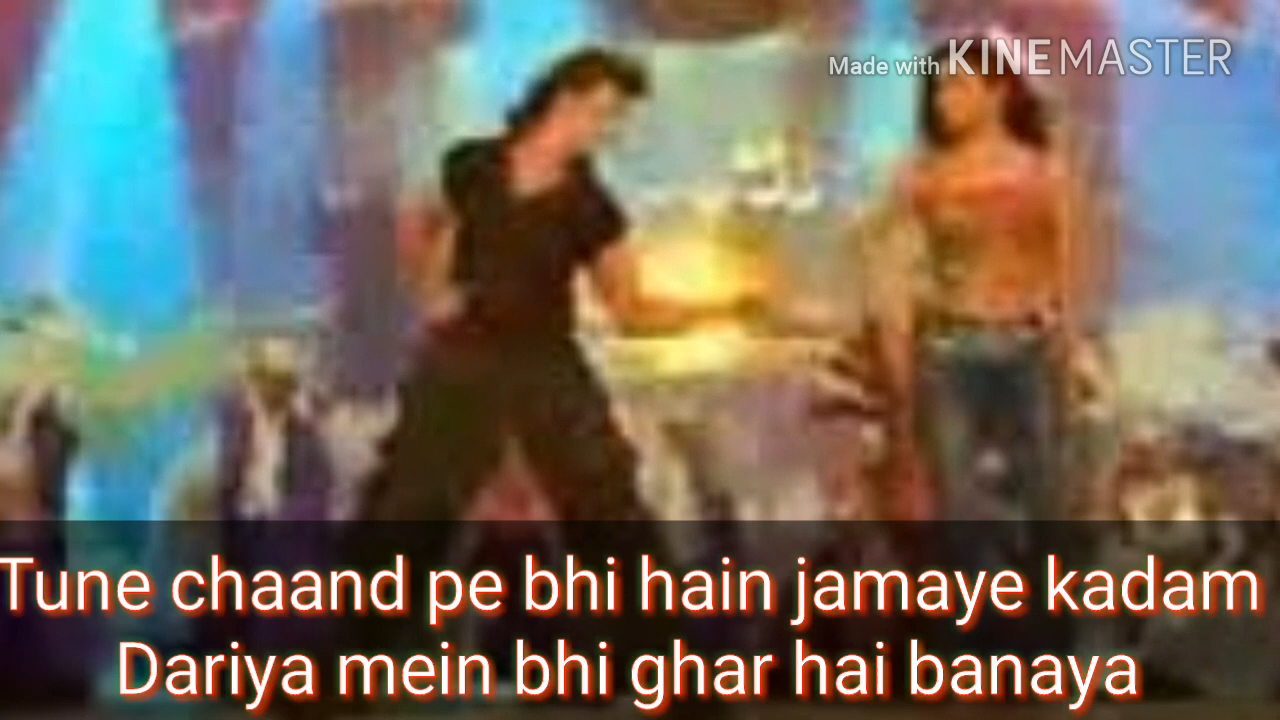 Made with KINEMASTER
Tune chaand pe bhi hain jamaye kadam
Dariya mein bhi ghar hai banaya